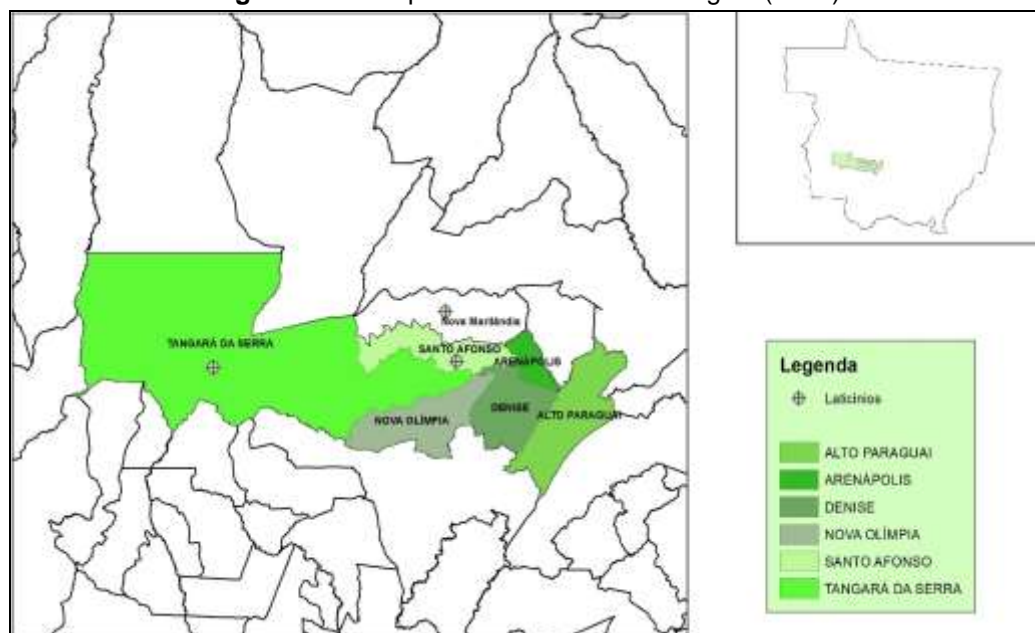 TANGARÁ DA SERRA
Nova Marilândia
SANTO AFONSO
ARENÁPOLIS
NOVA OLÍMPIA
DENISE
ALTO PARAGUAI
Legenda
Laticínios
ALTO PARAGUAI
ARENÁPOLIS
DENISE
NOVA OLÍMPIA
SANTO AFONSO
TANGARÁ DA SERRA